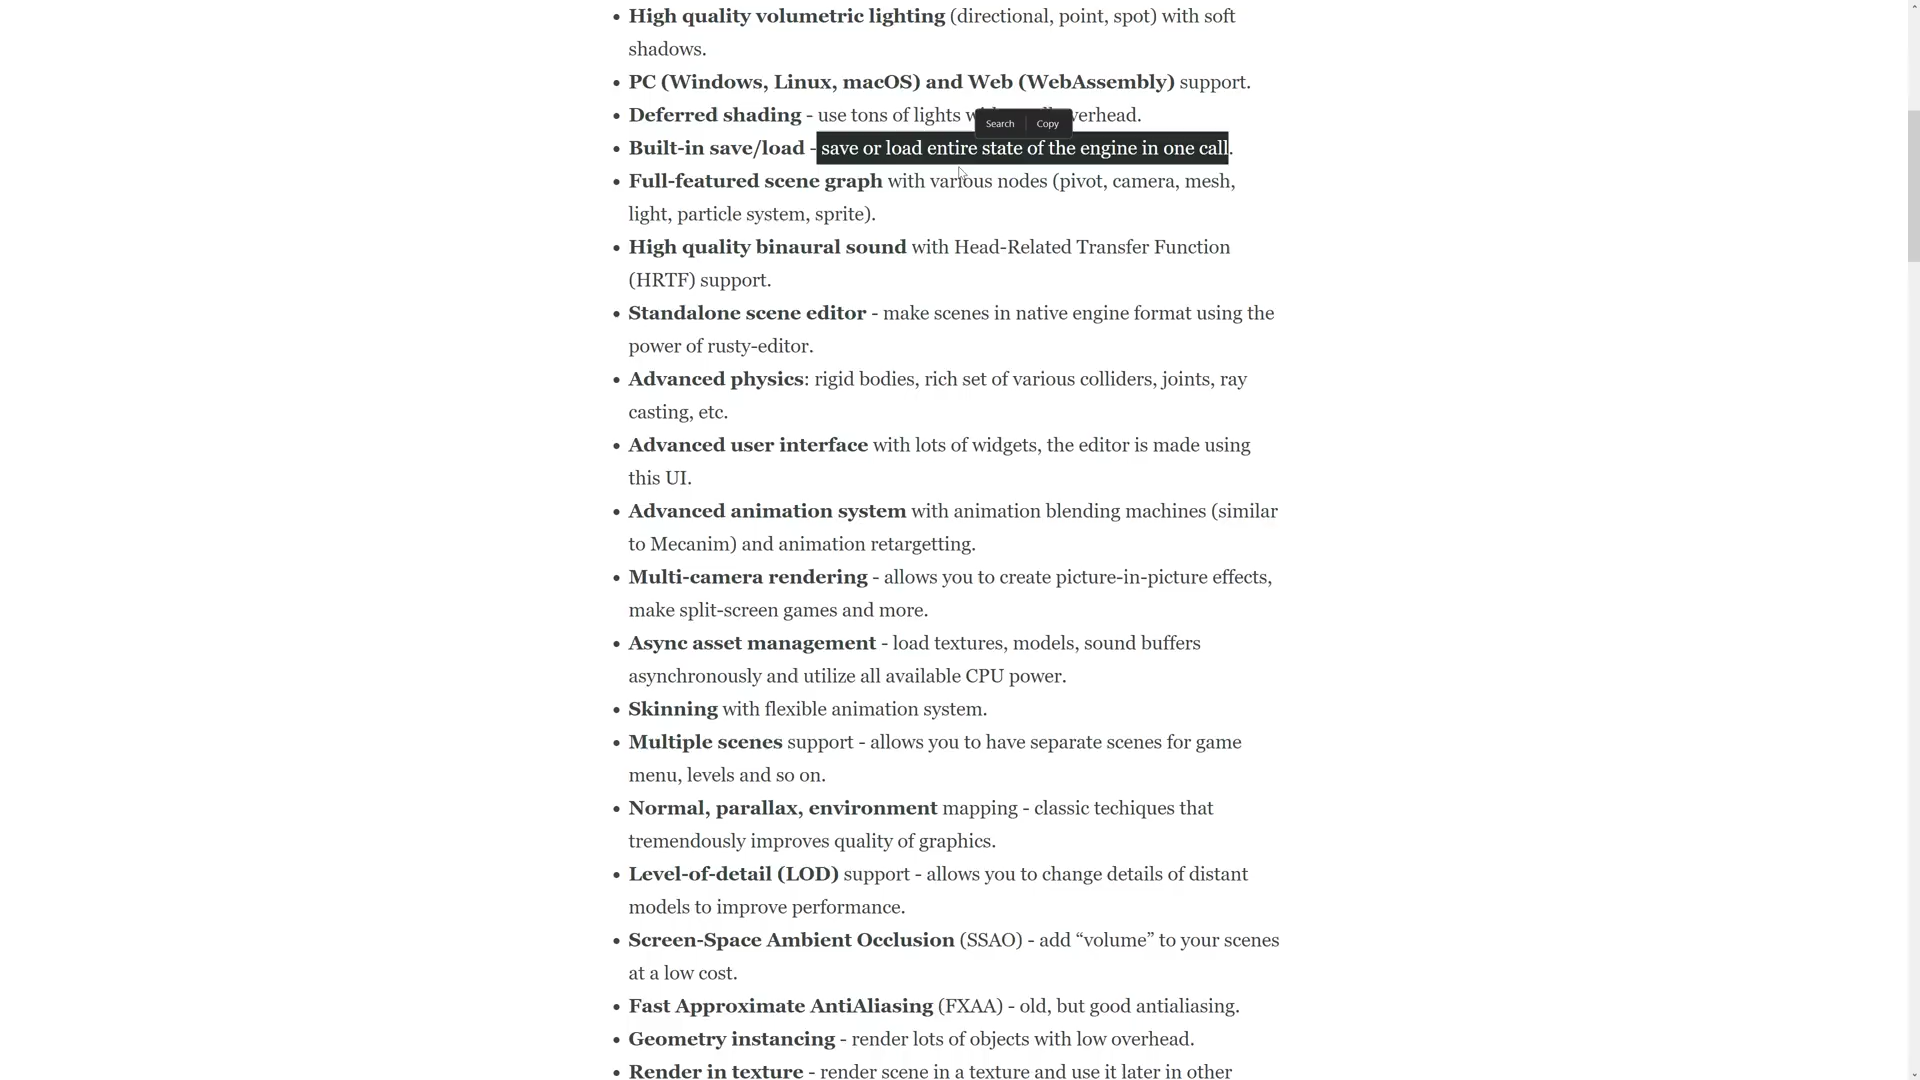 High quality volumetric lighting (directional, point, spot) with soft
shadows.
PC (Windows, Linux, macOS) and Web (WebAssembly) support.
Deferred shading - use tons of lights verhead.
Search Copy
Built-in save/load - save or load entire state of the engine in one call.
Full-featured scene graph with various nodes (pivot, camera, mesh,
light, particle system, sprite).
High quality binaural sound with Head-Related Transfer Function
(HRTF) support.
Standalone scene editor - make scenes in native engine format using the
power of rusty-editor.
Advanced physics: rigid bodies, rich set of various colliders, joints, ray
casting, etc.
Advanced user interface with lots of widgets, the editor is made using
this UI.
Advanced animation system with animation blending machines (similar
to Mecanim) and animation retargetting.
Multi-camera rendering - allows you to create picture-in-picture effects,
make split-screen games and more.
Async asset management - load textures, models, sound buffers
asynchronously and utilize all available CPU power.
Skinning with flexible animation system.
Multiple scenes support - allows you to have separate scenes for game
menu, levels and so on.
Normal, parallax, environment mapping - classic techiques that
tremendously improves quality of graphics.
Level-of-detail (LOD) support - allows you to change details of distant
models to improve performance.
Screen-Space Ambient Occlusion (SSAO) - add “volume” to your scenes
at a low cost.
Fast Approximate AntiAliasing (FXAA) - old, but good antialiasing.
Geometry instancing - render lots of objects with low overhead.
Render in texture - render scene in a texture and use it later in other